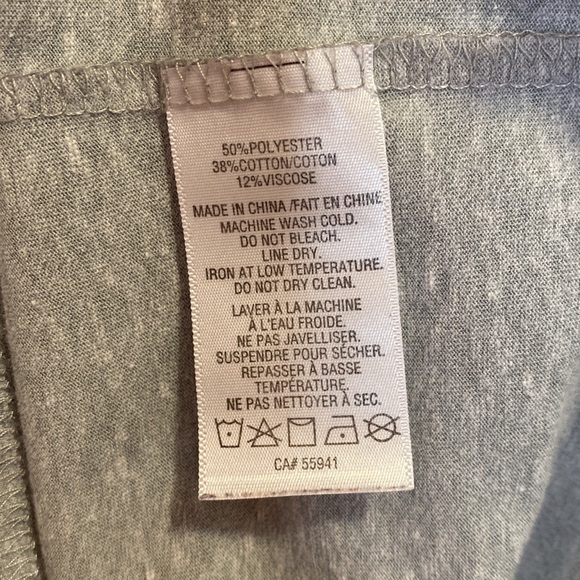 50%POLYESTER
38%COTTON/COTON
12%VISCOSE
MADE IN CHINA /FAIT EN CHINE
MACHINE WASH COLD.
DO NOT BLEACH.
LINE DRY.
IRON AT LOW TEMPERATURE.
DO NOT DRY CLEAN.
LAVER À LA MACHINE
À L'EAU FROIDE.
NE PAS JAVELLISER.
SUSPENDRE POUR SÉCHER.
REPASSER À BASSE
TEMPÉRATURE.
NE PAS NETTOYER À SEC.
CA# 55941